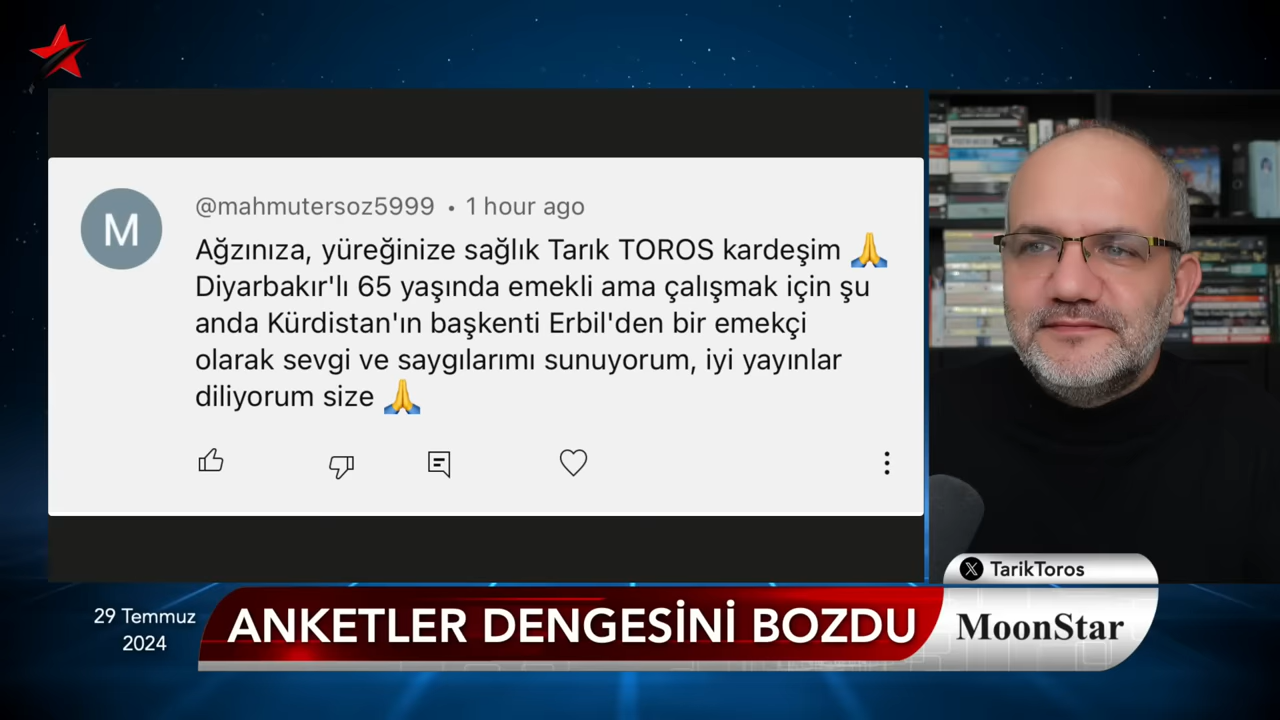 @mahmutersoz5999 • 1 hour ago
M
Ağzınıza, yüreğinize sağlık Tarık TOROS kardeşim 🙏
Diyarbakır'lı 65 yaşında emekli ama çalışmak için şu
anda Kürdistan'ın başkenti Erbil'den bir emekçi
olarak sevgi ve saygılarımı sunuyorum, iyi yayınlar
diliyorum size 🙏
X TarikToros
29 Temmuz
2024
ANKETLER DENGESİNİ BOZDU
MoonStar